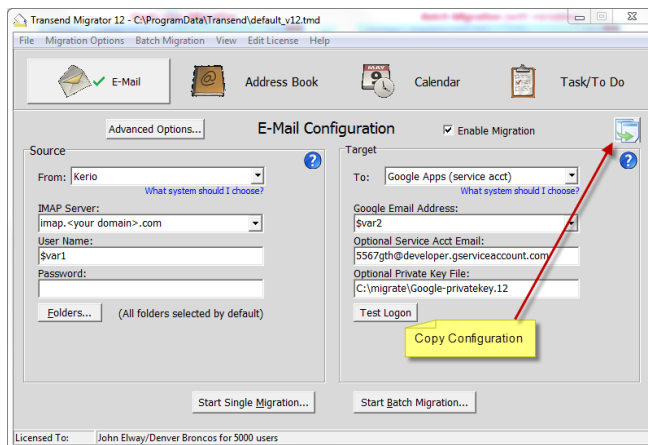 Transend Migrator 12 - C:\ProgramData\Transend\default_v12.tmd
File Migration Options Batch Migration View Edit License Help
E-Mail Address Book MAY 9 Calendar Task/To Do
Advanced Options... E-Mail Configuration Enable Migration
Source Target
From: Kerio To: Google Apps (service acct)
What system should I choose? What system should I choose?
IMAP Server: Google Email Address:
imap.<your domain>.com $var2
User Name: Optional Service Acct Email:
$var1 5567gth@developer.gserviceaccount.com
Password: Optional Private Key File:
C:\migrate\Google-privatekey.12
Folders... (All folders selected by default) Test Logon
Copy Configuration
Start Single Migration... Start Batch Migration...
Licensed To: John Elway/Denver Broncos for 5000 users